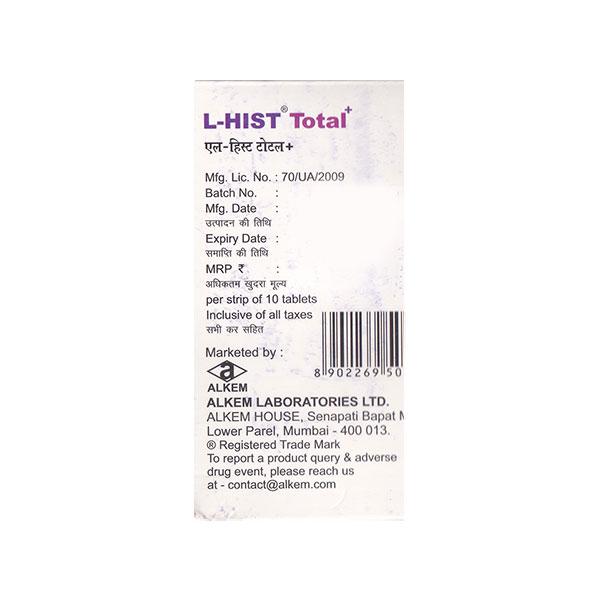 L-HIST® Total+
एल-हिस्ट टोटल+
Mfg. Lic. No. : 70/UA/2009
Batch No. :
Mfg. Date :
उत्पादन की तिथि
Expiry Date :
समाप्ति की तिथि
MRP ₹ :
अधिकतम खुदरा मूल्य
per strip of 10 tablets
Inclusive of all taxes
सभी कर सहित
Marketed by :
8 902269 50
a
ALKEM
ALKEM LABORATORIES LTD.
ALKEM HOUSE, Senapati Bapat M
Lower Parel, Mumbai - 400 013.
® Registered Trade Mark
To report a product query & adverse
drug event, please reach us
at - contact@alkem.com